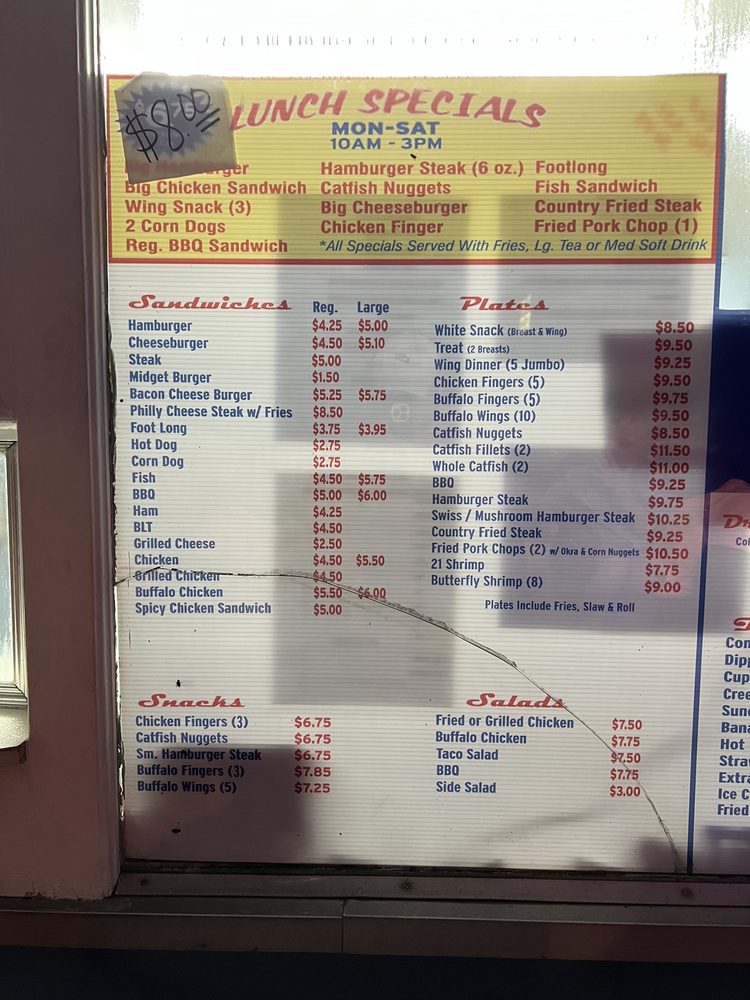 $8.00
LUNCH SPECIALS
MON-SAT
10AM - 3PM
Big Chicken Sandwich
Wing Snack (3)
2 Corn Dogs
Reg. BBQ Sandwich
Hamburger Steak (6 oz.)
Catfish Nuggets
Big Cheeseburger
Chicken Finger
Footlong
Fish Sandwich
Country Fried Steak
Fried Pork Chop (1)
*All Specials Served With Fries, Lg. Tea or Med Soft Drink
Sandwiches Reg. Large
Hamburger $4.25 $5.00
Cheeseburger $4.50 $5.10
Steak $5.00
Midget Burger $1.50
Bacon Cheese Burger $5.25 $5.75
Philly Cheese Steak w/ Fries $8.50
Foot Long $3.75 $3.95
Hot Dog $2.75
Corn Dog $2.75
Fish $4.50 $5.75
BBQ $5.00 $6.00
Ham $4.25
BLT $4.50
Grilled Cheese $2.50
Chicken $4.50 $5.50
Grilled Chicken $4.50
Buffalo Chicken $5.50 $6.00
Spicy Chicken Sandwich $5.00
Plates
White Snack (Breast & Wing) $8.50
Treat (2 Breasts) $9.50
Wing Dinner (5 Jumbo) $9.25
Chicken Fingers (5) $9.50
Buffalo Fingers (5) $9.75
Buffalo Wings (10) $9.50
Catfish Nuggets $8.50
Catfish Fillets (2) $11.50
Whole Catfish (2) $11.00
BBQ $9.25
Hamburger Steak $9.75
Swiss / Mushroom Hamburger Steak $10.25
Country Fried Steak $9.25
Fried Pork Chops (2) w/ Okra & Corn Nuggets $10.50
21 Shrimp $7.75
Butterfly Shrimp (8) $9.00
Plates Include Fries, Slaw & Roll
Snacks
Chicken Fingers (3) $6.75
Catfish Nuggets $6.75
Sm. Hamburger Steak $6.75
Buffalo Fingers (3) $7.85
Buffalo Wings (5) $7.25
Salads
Fried or Grilled Chicken $7.50
Buffalo Chicken $7.75
Taco Salad $7.50
BBQ $7.75
Side Salad $3.00
Hot
Ice C
Fried